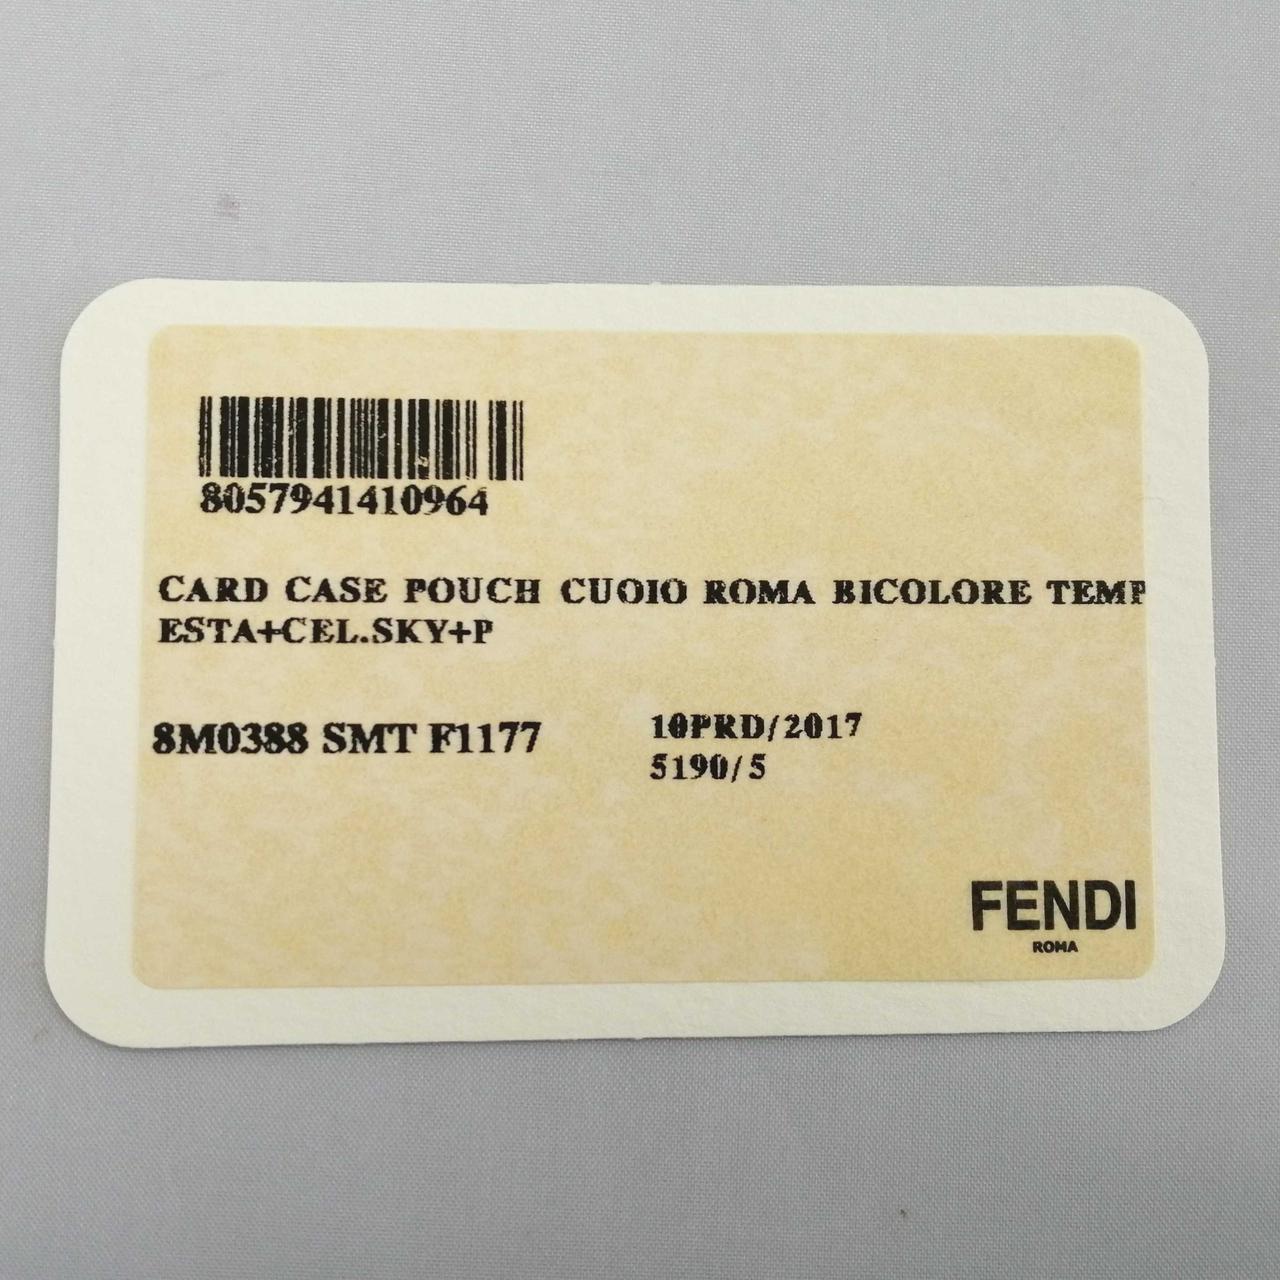 8057941410964
CARD CASE POUCH CUOIO ROMA BICOLORE TEMP
ESTA+CEL.SKY+P
8M0388 SMT F1177
10PRD/2017
5190/5
FENDI
ROMA